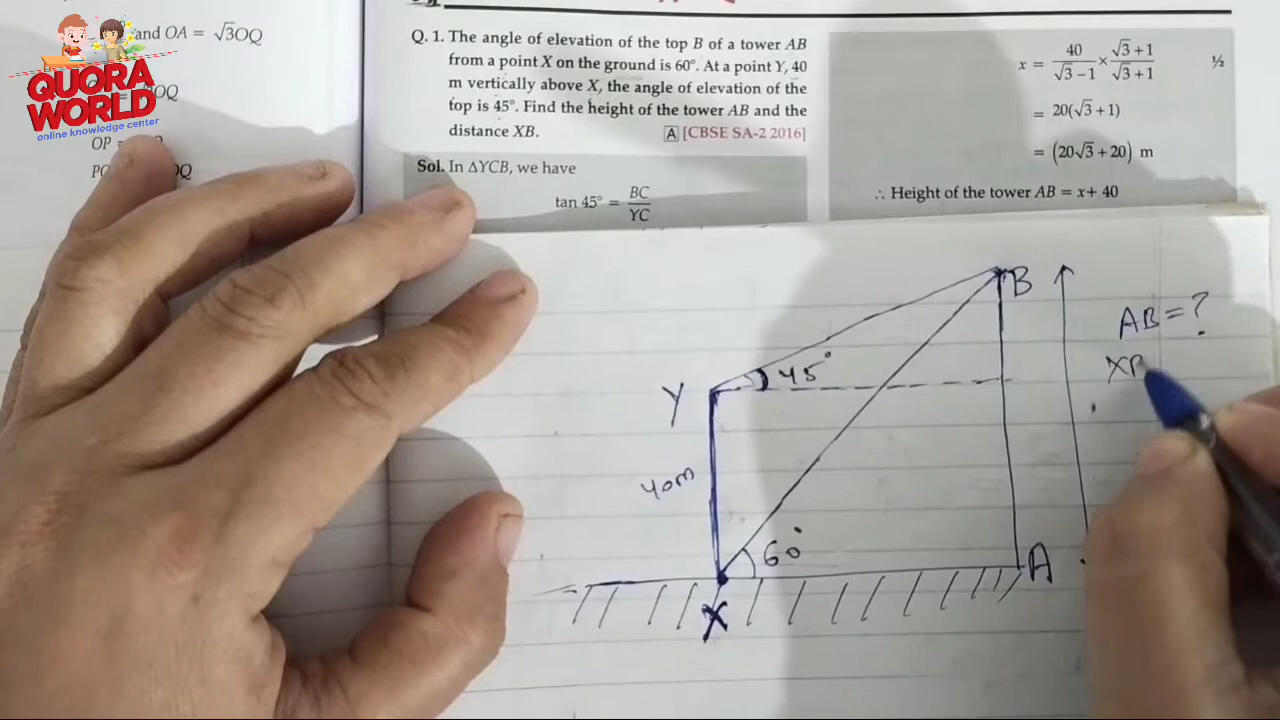 and OA = √3OQ
QUORA
WORLD
online knowledge center
OQ
OP =
PO
OQ
Q. 1. The angle of elevation of the top B of a tower AB
from a point X on the ground is 60°. At a point Y, 40
m vertically above X, the angle of elevation of the
top is 45°. Find the height of the tower AB and the
distance XB. A [CBSE SA-2 2016]
Sol. In ΔYCB, we have
tan 45° = BC/YC
x = 40/(√3 − 1) × (√3 + 1)/(√3 + 1) ½
= 20(√3 + 1)
= (20√3 + 20) m
∴ Height of the tower AB = x + 40
B
AB = ?
XB
45°
Y
40m
60°
A
X